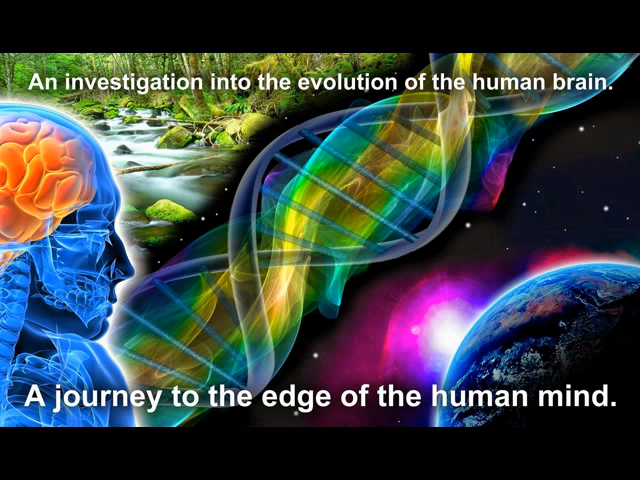 An investigation into the evolution of the human brain.
A journey to the edge of the human mind.